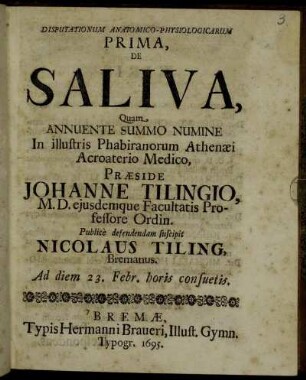 3
DISPUTATIONUM ANATOMICO-PHYSIOLOGICARUM
PRIMA,
DE
SALIVA,
Quam,
ANNUENTE SUMMO NUMINE
In illustris Phabiranorum Athenæi
Acroaterio Medico,
PRÆSIDE
JOHANNE TILINGIO,
M.D. ejusdemque Facultatis Pro-
fessore Ordin.
Publicè defendendam suscipit
NICOLAUS TILING,
Bremanus.
Ad diem 23. Febr. horis consuetis.
BREMÆ,
Typis Hermanni Braueri, Illust. Gymn.
Typogr. 1695.